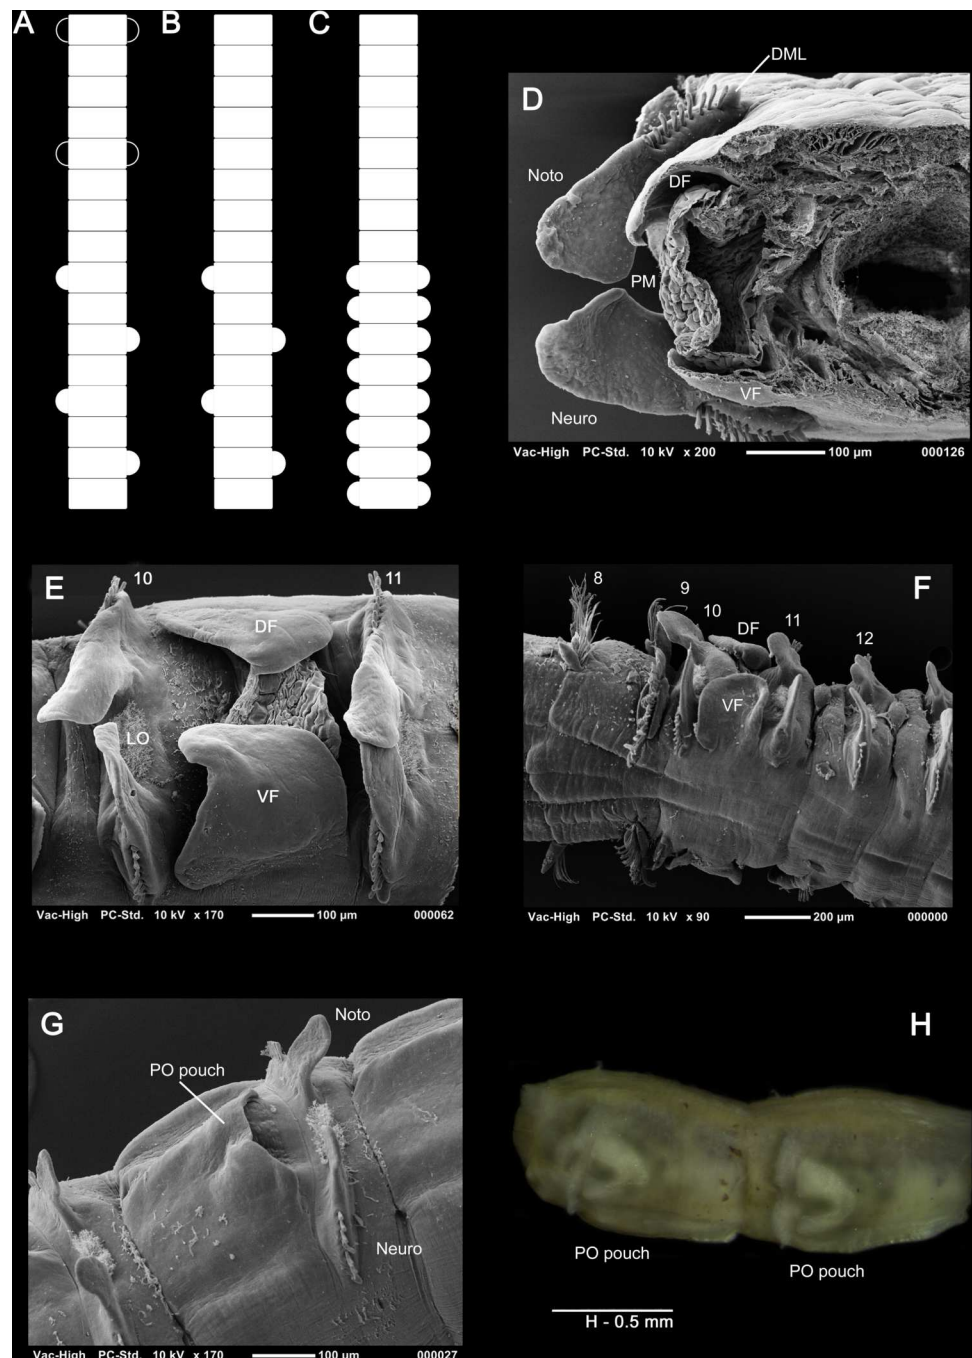 A
B
C
D
DML
Noto
DF
PM
VF
Neuro
Vac-High PC-Std. 10 kV x 200 100 µm 000126
E
10
11
DF
LO
VF
Vac-High PC-Std. 10 kV x 170 100 µm 000062
F
8
9
10
DF
11
12
VF
Vac-High PC-Std. 10 kV x 90 200 µm 000000
G
Noto
PO pouch
Neuro
Vac-High PC-Std. 10 kV x 170 100 µm 000027
H
PO pouch
PO pouch
H - 0.5 mm